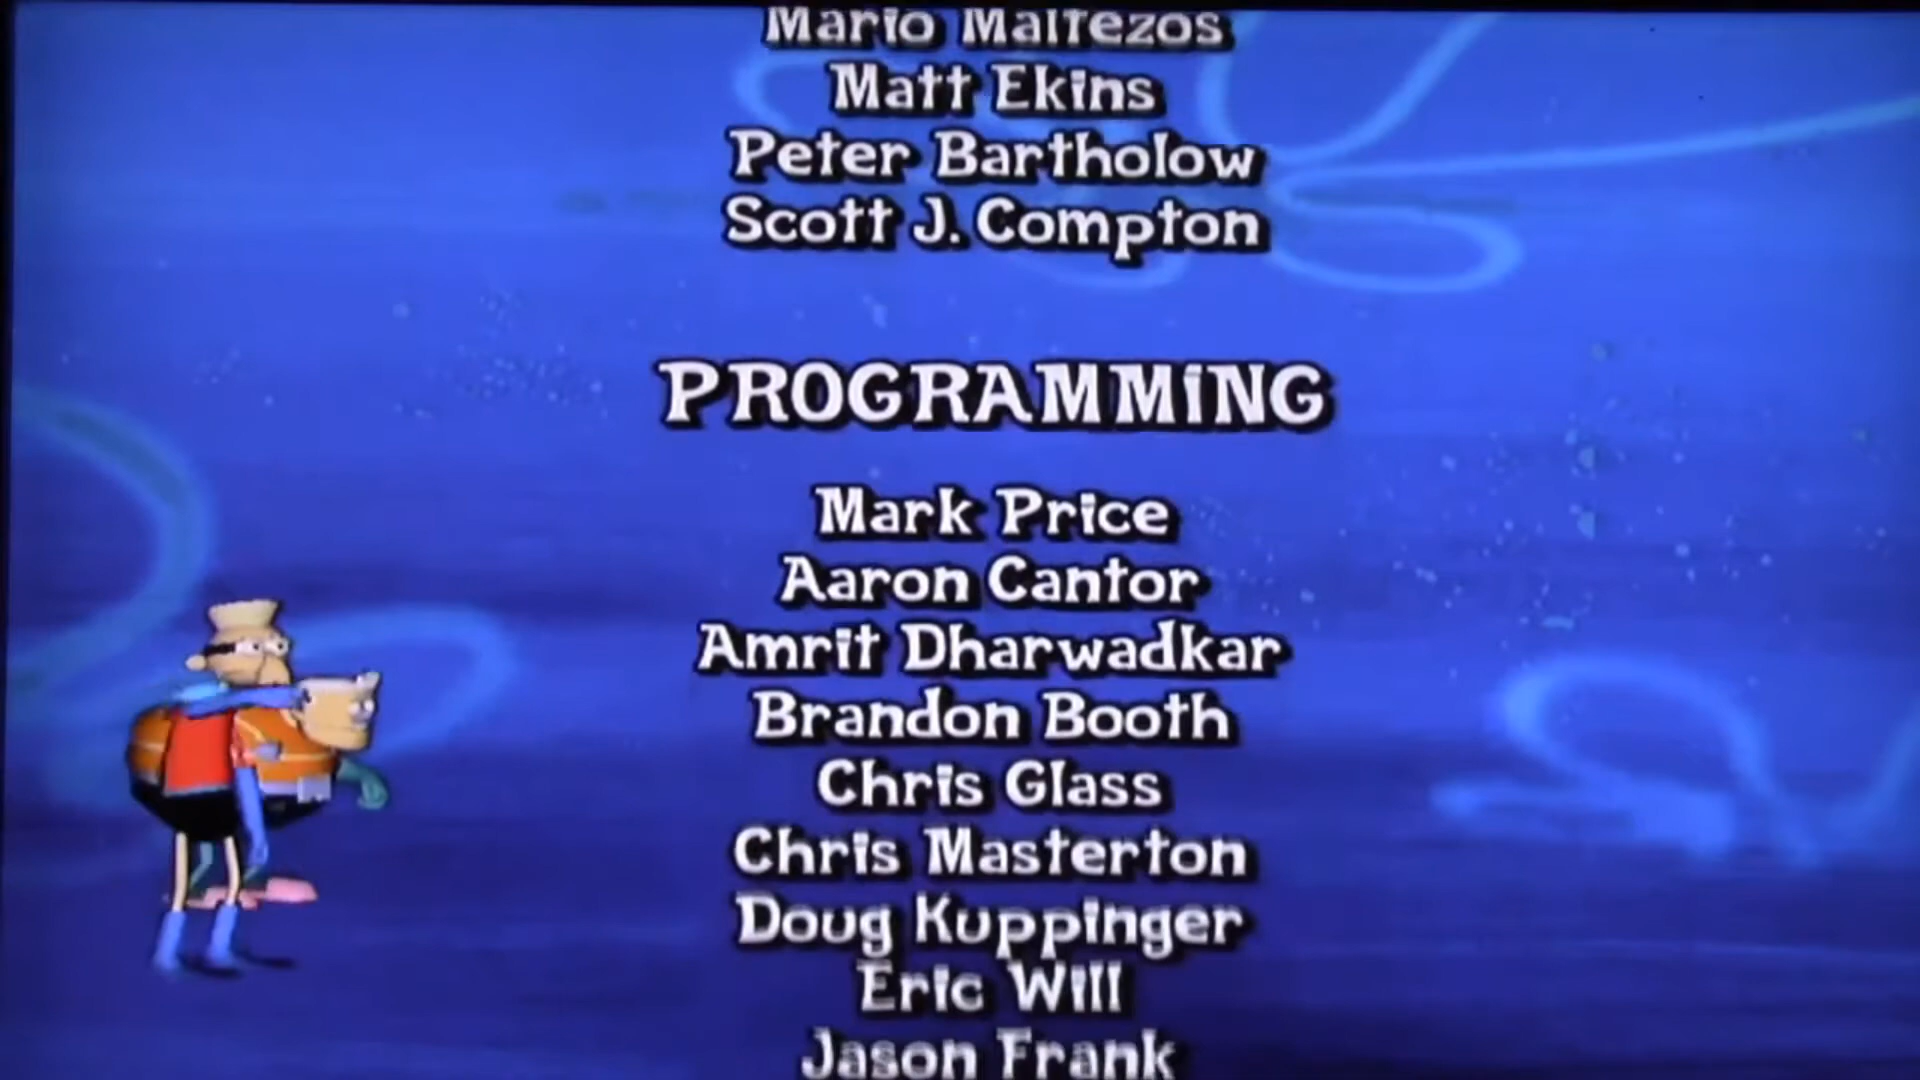 Mario Maltezos
Matt Ekins
Peter Bartholow
Scott J. Compton
PROGRAMMING
Mark Price
Aaron Cantor
Amrit Dharwadkar
Brandon Booth
Chris Glass
Chris Masterton
Doug Kuppinger
Eric Will
Jason Frank